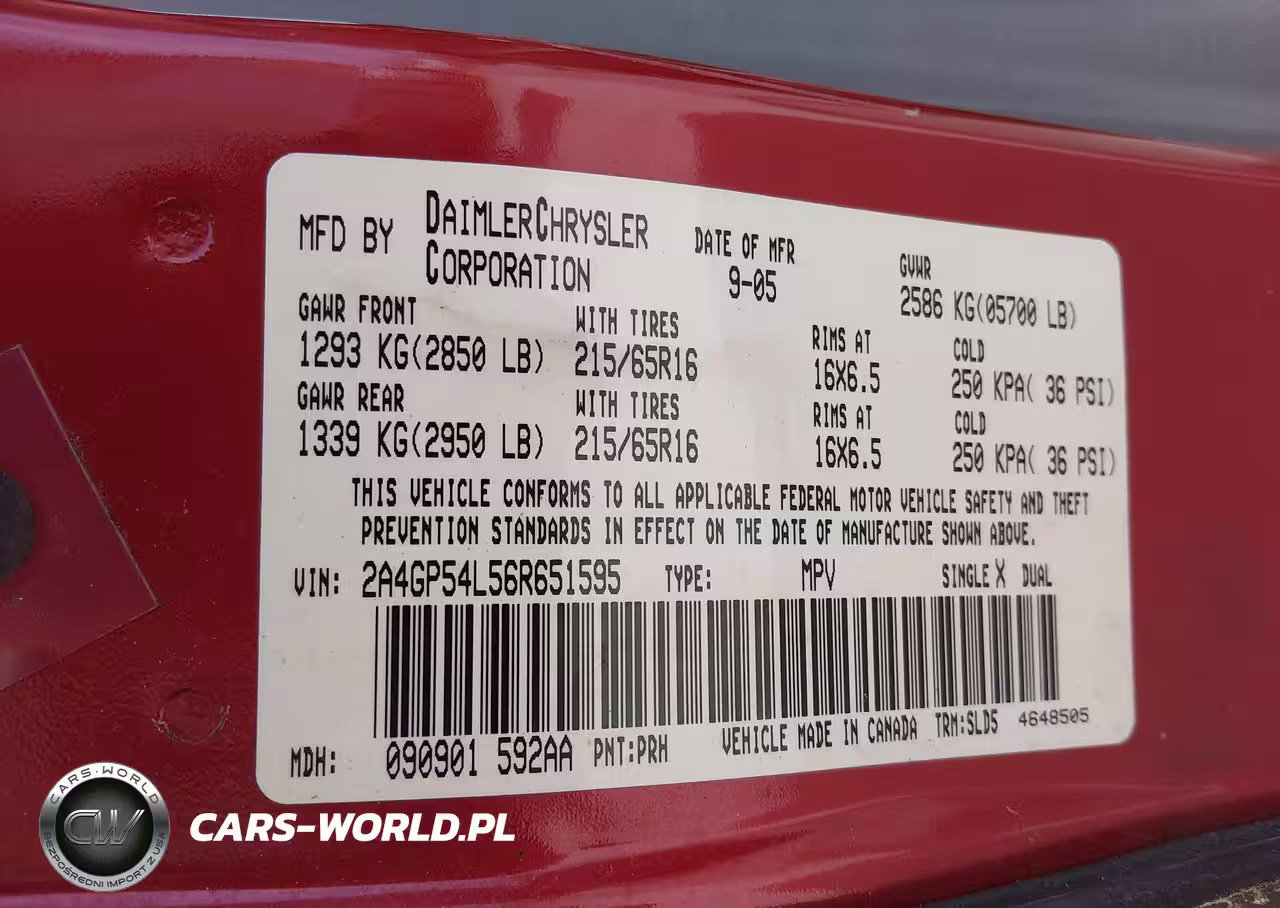 MFD BY DAIMLERCHRYSLER CORPORATION DATE OF MFR 9-05 GVWR 2586 KG(05700 LB)
GAWR FRONT WITH TIRES RIMS AT COLD
1293 KG(2850 LB) 215/65R16 16X6.5 250 KPA( 36 PSI)
GAWR REAR WITH TIRES RIMS AT COLD
1339 KG(2950 LB) 215/65R16 16X6.5 250 KPA( 36 PSI)
THIS VEHICLE CONFORMS TO ALL APPLICABLE FEDERAL MOTOR VEHICLE SAFETY AND THEFT
PREVENTION STANDARDS IN EFFECT ON THE DATE OF MANUFACTURE SHOWN ABOVE.
VIN: 2A4GP54L56R651595 TYPE: MPV SINGLE X DUAL
MDH: 090901 592AA PNT:PRH VEHICLE MADE IN CANADA TRM:SLD5 4648505
CARS-WORLD
CW
BEZPOŚREDNI IMPORT Z USA
CARS-WORLD.PL